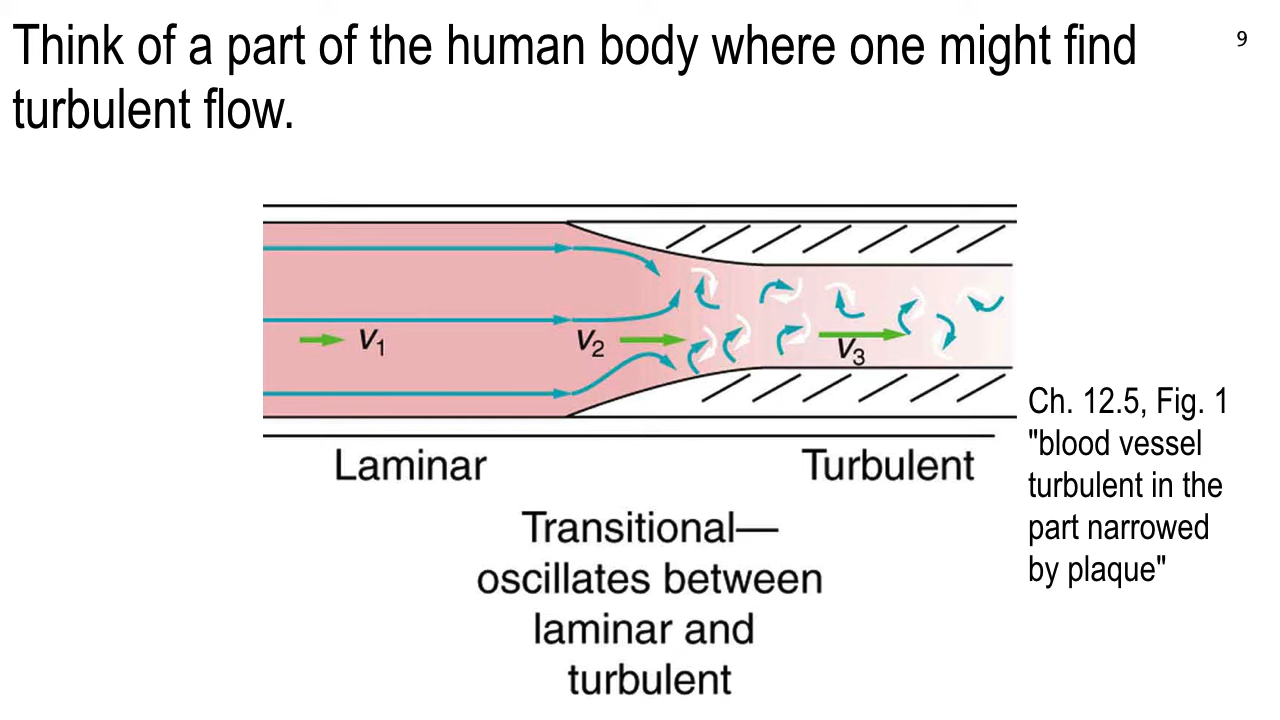 Think of a part of the human body where one might find
turbulent flow.
9
V1
V2
V3
Laminar
Turbulent
Transitional—
oscillates between
laminar and
turbulent
Ch. 12.5, Fig. 1
"blood vessel
turbulent in the
part narrowed
by plaque"